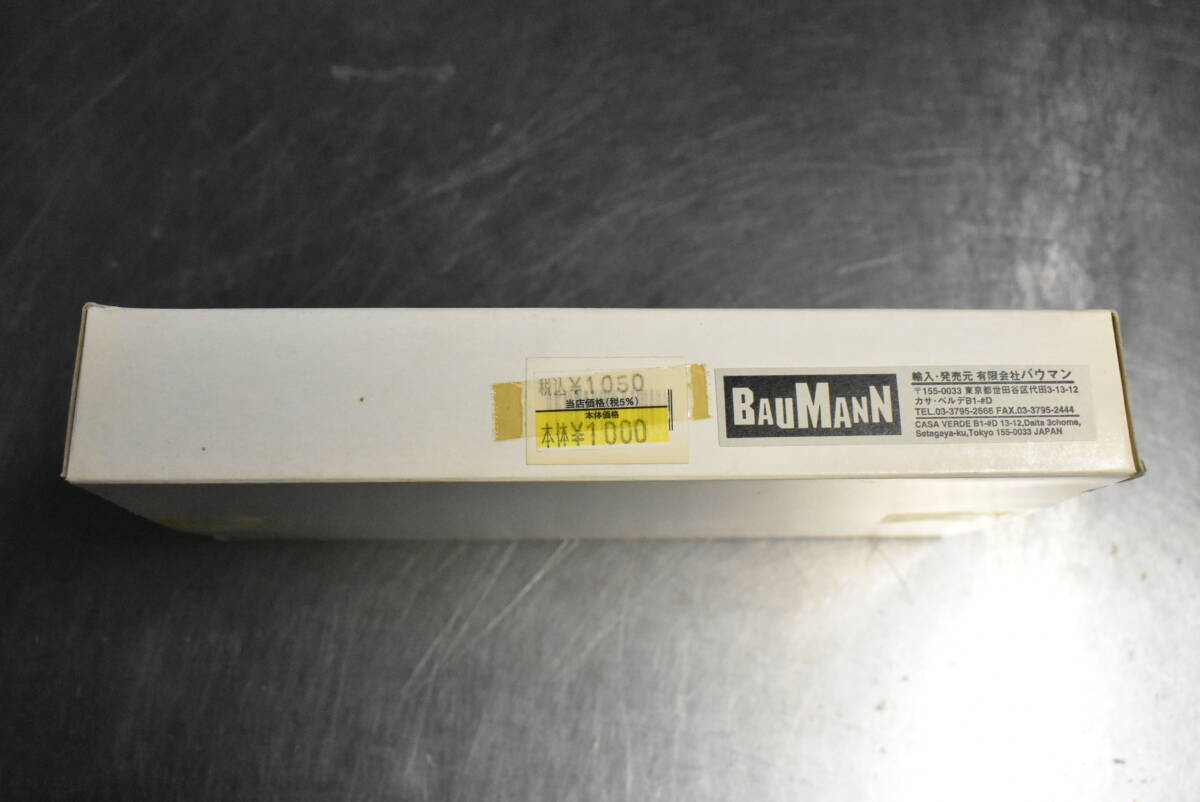 税込¥1050
当店価格(税5%)
本体価格
本体¥1000
BAUMANN
輸入・発売元 有限会社バウマン
〒155-0033 東京都世田谷区代田3-13-12
カサ・ベルデB1-#D
TEL.03-3795-2666 FAX.03-3795-2444
CASA VERDE B1-#D 13-12,Daita 3chome,
Setagaya-ku,Tokyo 155-0033 JAPAN